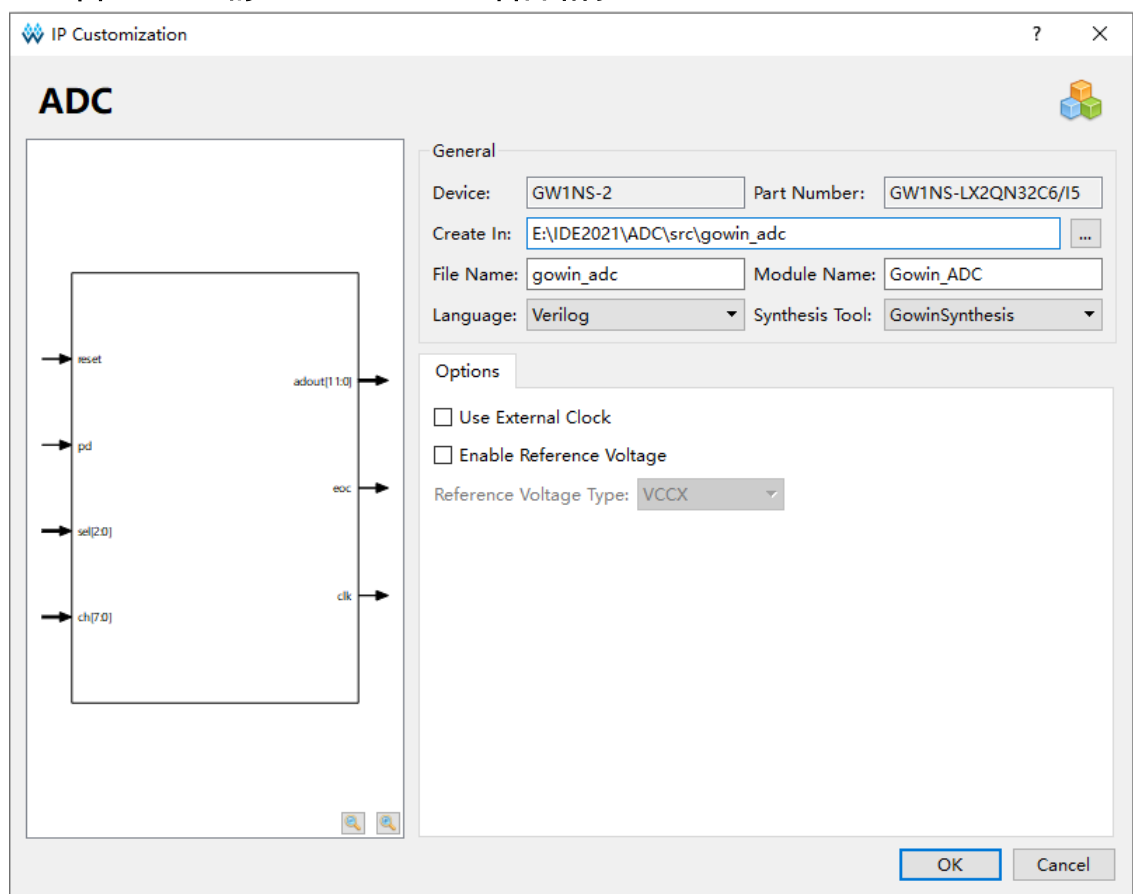 IP Customization
?
ADC
General
Device: GW1NS-2 Part Number: GW1NS-LX2QN32C6/I5
Create In: E:\IDE2021\ADC\src\gowin_adc ...
File Name: gowin_adc Module Name: Gowin_ADC
Language: Verilog Synthesis Tool: GowinSynthesis
reset
adout[11:0]
pd
eoc
sel[2:0]
clk
ch[7:0]
Options
Use External Clock
Enable Reference Voltage
Reference Voltage Type: VCCX
OK Cancel